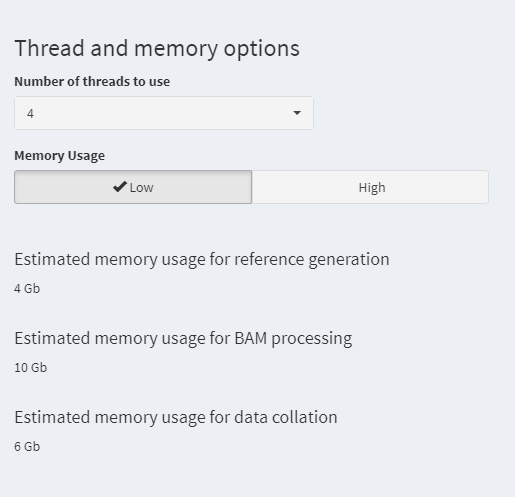 Thread and memory options
Number of threads to use
4
Memory Usage
Low High
Estimated memory usage for reference generation
4 Gb
Estimated memory usage for BAM processing
10 Gb
Estimated memory usage for data collation
6 Gb